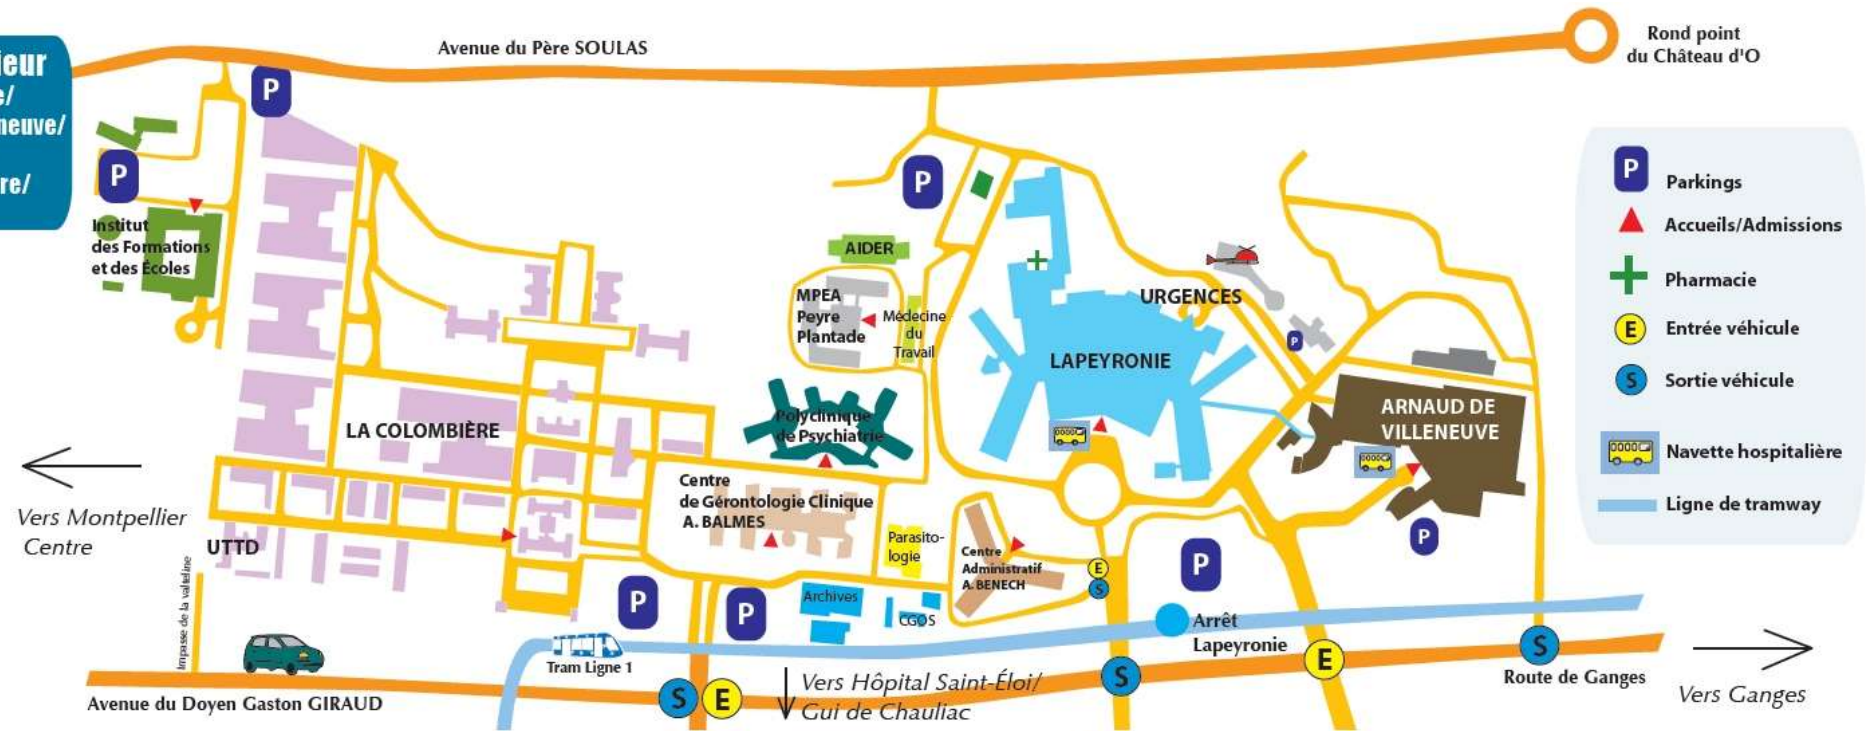 ieur
e/
neuve/
re/
Avenue du Père SOULAS
Rond point
du Château d'O
P
P
P
Institut
des Formations
et des Écoles
AIDER
MPEA
Peyre
Plantade
Médecine
du
Travail
URGENCES
P
LAPEYRONIE
ARNAUD DE
VILLENEUVE
P
Polyclinique
de Psychiatrie
LA COLOMBIÈRE
Centre
de Gérontologie Clinique
A. BALMES
Parasito-
logie
Centre
Administratif
A. BENECH
E
S
P
P
P
Archives
CGOS
UTTD
Impasse de la valteline
Vers Montpellier
Centre
Tram Ligne 1
Arrêt
Lapeyronie
Avenue du Doyen Gaston GIRAUD
S
E
Vers Hôpital Saint-Éloi/
Gui de Chauliac
S
E
S
Route de Ganges
Vers Ganges
P Parkings
Accueils/Admissions
Pharmacie
E Entrée véhicule
S Sortie véhicule
Navette hospitalière
Ligne de tramway